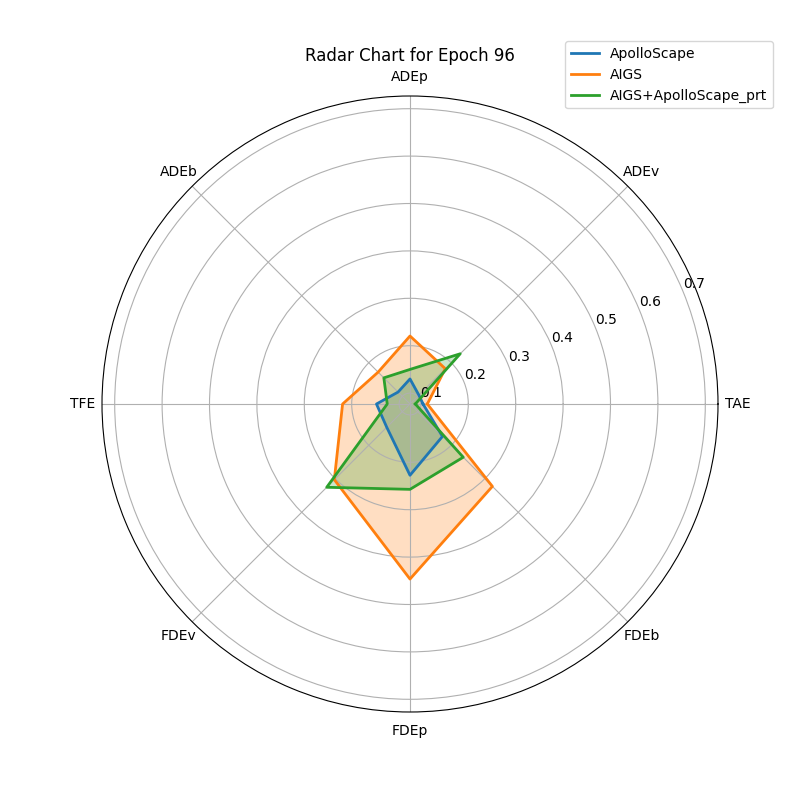 Radar Chart for Epoch 96
ApolloScape
AIGS
AIGS+ApolloScape_prt
ADEp
ADEb
ADEv
0.7
0.6
0.5
0.4
0.3
0.2
0.1
TFE
TAE
FDEv
FDEb
FDEp